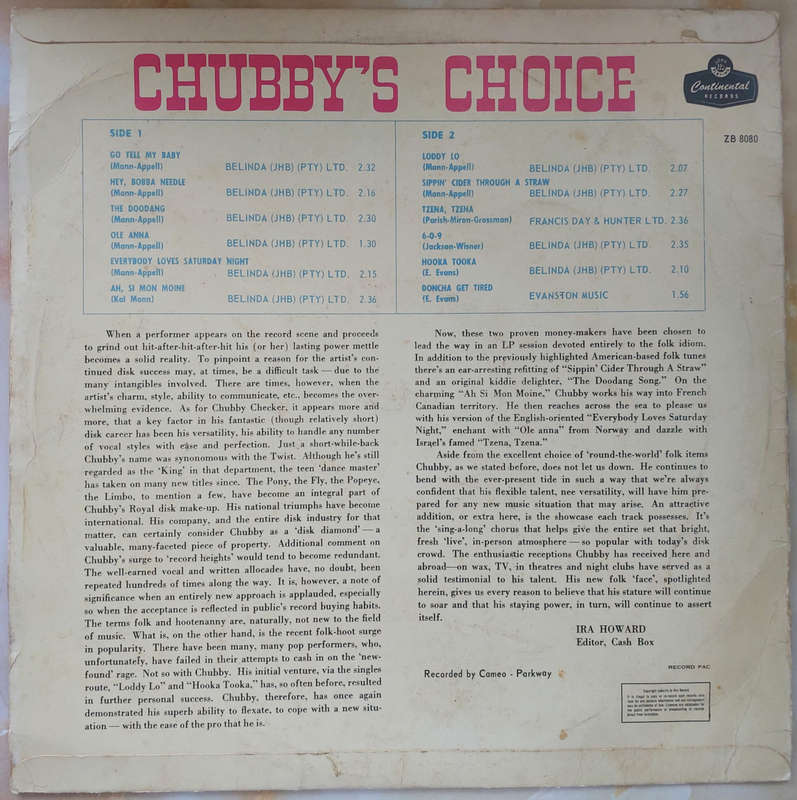 CHUBBY'S CHOICE
Continental
RECORDS
ZB 8080
SIDE 1
GO TELL MY BABY
(Mann-Appell) BELINDA (JHB) (PTY) LTD. 2.32
HEY, BOBBA NEEDLE
(Mann-Appell) BELINDA (JHB) (PTY) LTD. 2.16
THE DOODANG
(Mann-Appell) BELINDA (JHB) (PTY) LTD. 2.30
OLE ANNA
(Mann-Appell) BELINDA (JHB) (PTY) LTD. 1.30
EVERYBODY LOVES SATURDAY NIGHT
(Mann-Appell) BELINDA (JHB) (PTY) LTD. 2.15
AH, SI MON MOINE
(Kal Mann) BELINDA (JHB) (PTY) LTD. 2.36
SIDE 2
LODDY LO
(Mann-Appell) BELINDA (JHB) (PTY) LTD. 2.07
SIPPIN' CIDER THROUGH A STRAW
(Mann-Appell) BELINDA (JHB) (PTY) LTD. 2.27
TZENA, TZENA
(Parish-Miron-Grossman) FRANCIS DAY & HUNTER LTD. 2.36
6-0-9
(Jackson-Wisner) BELINDA (JHB) (PTY) LTD. 2.35
HOOKA TOOKA
(E. Evans) BELINDA (JHB) (PTY) LTD. 2.10
DONCHA GET TIRED
(E. Evans) EVANSTON MUSIC 1.56
When a performer appears on the record scene and proceeds
to grind out hit-after-hit-after-hit his (or her) lasting power mettle
becomes a solid reality. To pinpoint a reason for the artist's con-
tinued disk success may, at times, be a difficult task — due to the
many intangibles involved. There are times, however, when the
artist's charm, style, ability to communicate, etc., becomes the over-
whelming evidence. As for Chubby Checker, it appears more and
more, that a key factor in his fantastic (though relatively short)
disk career has been his versatility, his ability to handle any number
of vocal styles with ease and perfection. Just a short-while-back
Chubby's name was synonomous with the Twist. Although he's still
regarded as the 'King' in that department, the teen 'dance master'
has taken on many new titles since. The Pony, the Fly, the Popeye,
the Limbo, to mention a few, have become an integral part of
Chubby's Royal disk make-up. His national triumphs have become
international. His company, and the entire disk industry for that
matter, can certainly consider Chubby as a 'disk diamond' — a
valuable, many-faceted piece of property. Additional comment on
Chubby's surge to 'record heights' would tend to become redundant.
The well-earned vocal and written allocades have, no doubt, been
repeated hundreds of times along the way. It is, however, a note of
significance when an entirely new approach is applauded, especially
so when the acceptance is reflected in public's record buying habits.
The terms folk and hootenanny are, naturally, not new to the field
of music. What is, on the other hand, is the recent folk-hoot surge
in popularity. There have been many, many pop performers, who,
unfortunatefy, have failed in their attempts to cash in on the 'new-
found' rage. Not so with Chubby. His initial venture, via the singles
route, "Loddy Lo" and "Hooka Tooka," has, so often before, resulted
in further personal success. Chubby, therefore, has once again
demonstrated his superb ability to flexate, to cope with a new situ-
ation — with the ease of the pro that he is.
Now, these two proven money-makers have been chosen to
lead the way in an LP session devoted entirely to the folk idiom.
In addition to the previously highlighted American-based folk tunes
there's an ear-arresting refitting of "Sippin' Cider Through A Straw"
and an original kiddie delighter, "The Doodang Song." On the
charming "Ah Si Mon Moine," Chubby works his way into French
Canadian territory. He then reaches across the sea to please us
with his version of the English-oriented "Everybody Loves Saturday
Night," enchant with "Ole anna" from Norway and dazzle with
Israel's famed "Tzena, Tzena."
Aside from the excellent choice of 'round-the-world' folk items
Chubby, as we stated before, does not let us down. He continues to
bend with the ever-present tide in such a way that we're always
confident that his flexible talent, nee versatility, will have him pre-
pared for any new music situation that may arise. An attractive
addition, or extra here, is the showcase each track possesses. It's
the 'sing-a-long' chorus that helps give the entire set that bright,
fresh 'live', in-person atmosphere — so popular with today's disk
crowd. The enthusiastic receptions Chubby has received here and
abroad—on wax, TV, in theatres and night clubs have served as a
solid testimonial to his talent. His new folk 'face', spotlighted
herein, gives us every reason to believe that his stature will continue
to soar and that his staying power, in turn, will continue to assert
itself.
IRA HOWARD
Editor, Cash Box
Recorded by Cameo - Parkway
RECORD PAC